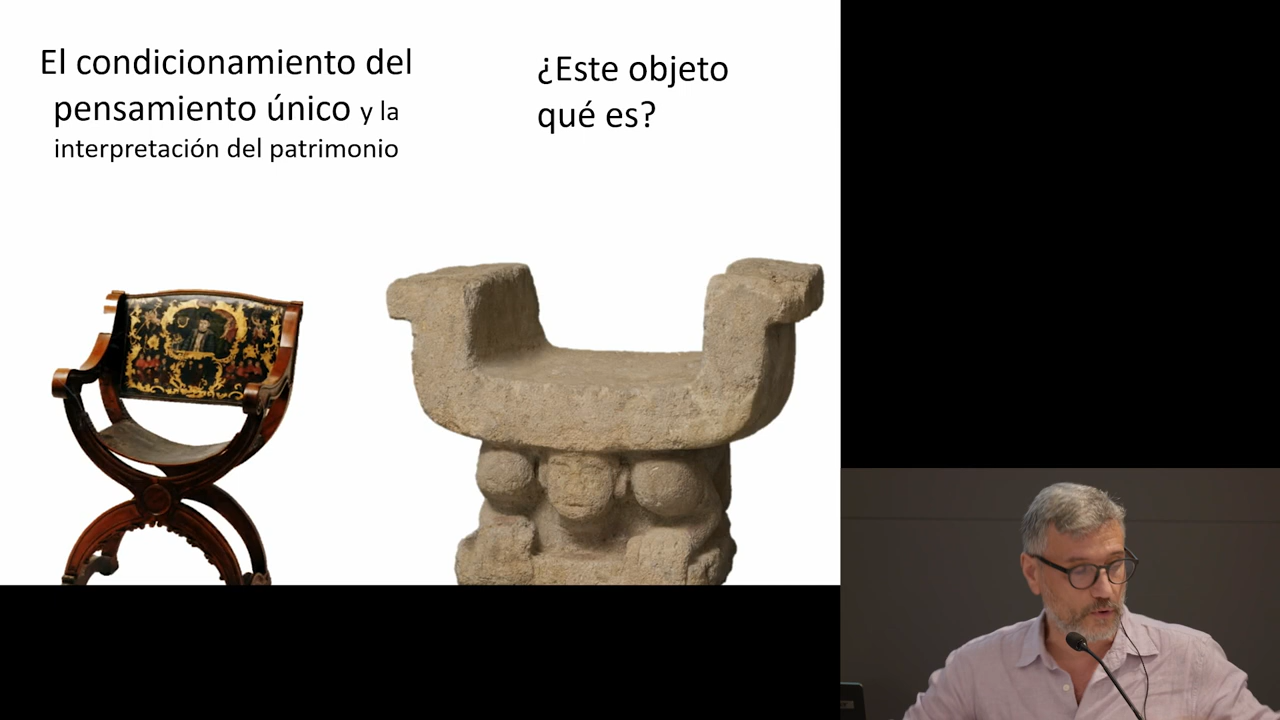 El condicionamiento del
pensamiento único y la
interpretación del patrimonio
¿Este objeto
qué es?